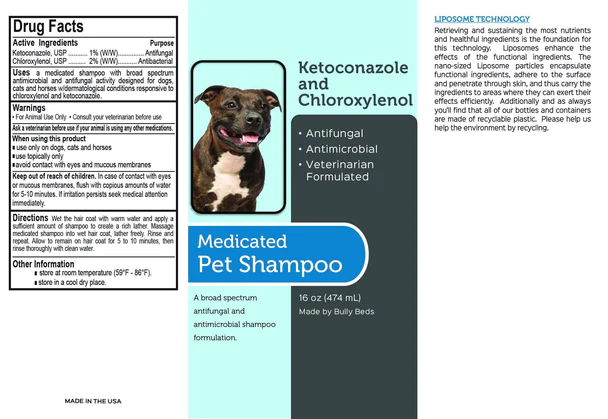 Drug Facts
Active Ingredients Purpose
Ketoconazole, USP ........... 1% (W/W)............... Antifungal
Chloroxylenol, USP .......... 2% (W/W)........... Antibacterial
Uses a medicated shampoo with broad spectrum
antimicrobial and antifungal activity designed for dogs,
cats and horses w/dermatological conditions responsive to
chloroxylenol and ketoconazole.
Warnings
• For Animal Use Only • Consult your veterinarian before use
Ask a veterinarian before use if your animal is using any other medications.
When using this product
■ use only on dogs, cats and horses
■ use topically only
■ avoid contact with eyes and mucous membranes
Keep out of reach of children. In case of contact with eyes
or mucous membranes, flush with copious amounts of water
for 5-10 minutes. If irritation persists seek medical attention
immediately.
Directions Wet the hair coat with warm water and apply a
sufficient amount of shampoo to create a rich lather. Massage
medicated shampoo into wet hair coat, lather freely. Rinse and
repeat. Allow to remain on hair coat for 5 to 10 minutes, then
rinse thoroughly with clean water.
Other Information
■ store at room temperature (59°F - 86°F).
■ store in a cool dry place.
MADE IN THE USA
Ketoconazole
and
Chloroxylenol
• Antifungal
• Antimicrobial
• Veterinarian
Formulated
Medicated
Pet Shampoo
A broad spectrum
antifungal and
antimicrobial shampoo
formulation.
16 oz (474 mL)
Made by Bully Beds
LIPOSOME TECHNOLOGY
Retrieving and sustaining the most nutrients
and healthful ingredients is the foundation for
this technology. Liposomes enhance the
effects of the functional ingredients. The
nano-sized Liposome particles encapsulate
functional ingredients, adhere to the surface
and penetrate through skin, and thus carry the
ingredients to areas where they can exert their
effects efficiently. Additionally and as always
you'll find that all of our bottles and containers
are made of recyclable plastic. Please help us
help the environment by recycling.